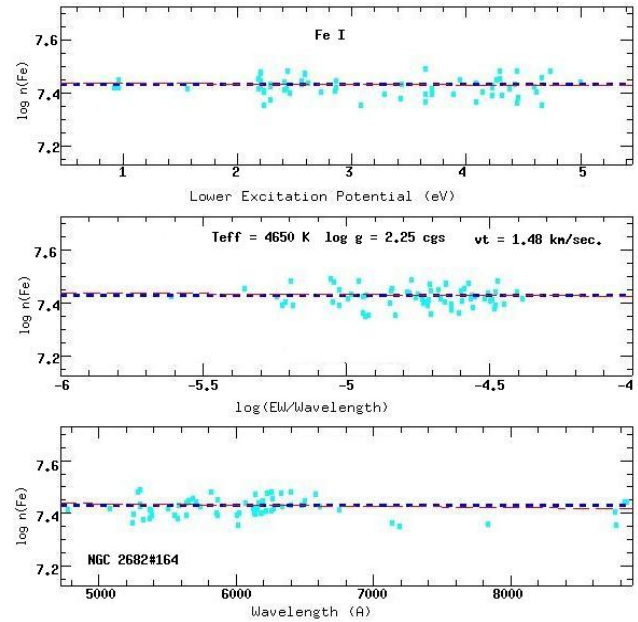 Fe I
7.6
7.4
7.2
log n(Fe)
1 2 3 4 5
Lower Excitation Potential (eV)
Teff = 4650 K log g = 2.25 cgs vt = 1.48 km/sec.
7.6
7.4
7.2
log n(Fe)
-6 -5.5 -5 -4.5 -4
log(EW/Wavelength)
7.6
7.4
7.2
log n(Fe)
NGC 2682#164
5000 6000 7000 8000
Wavelength (A)